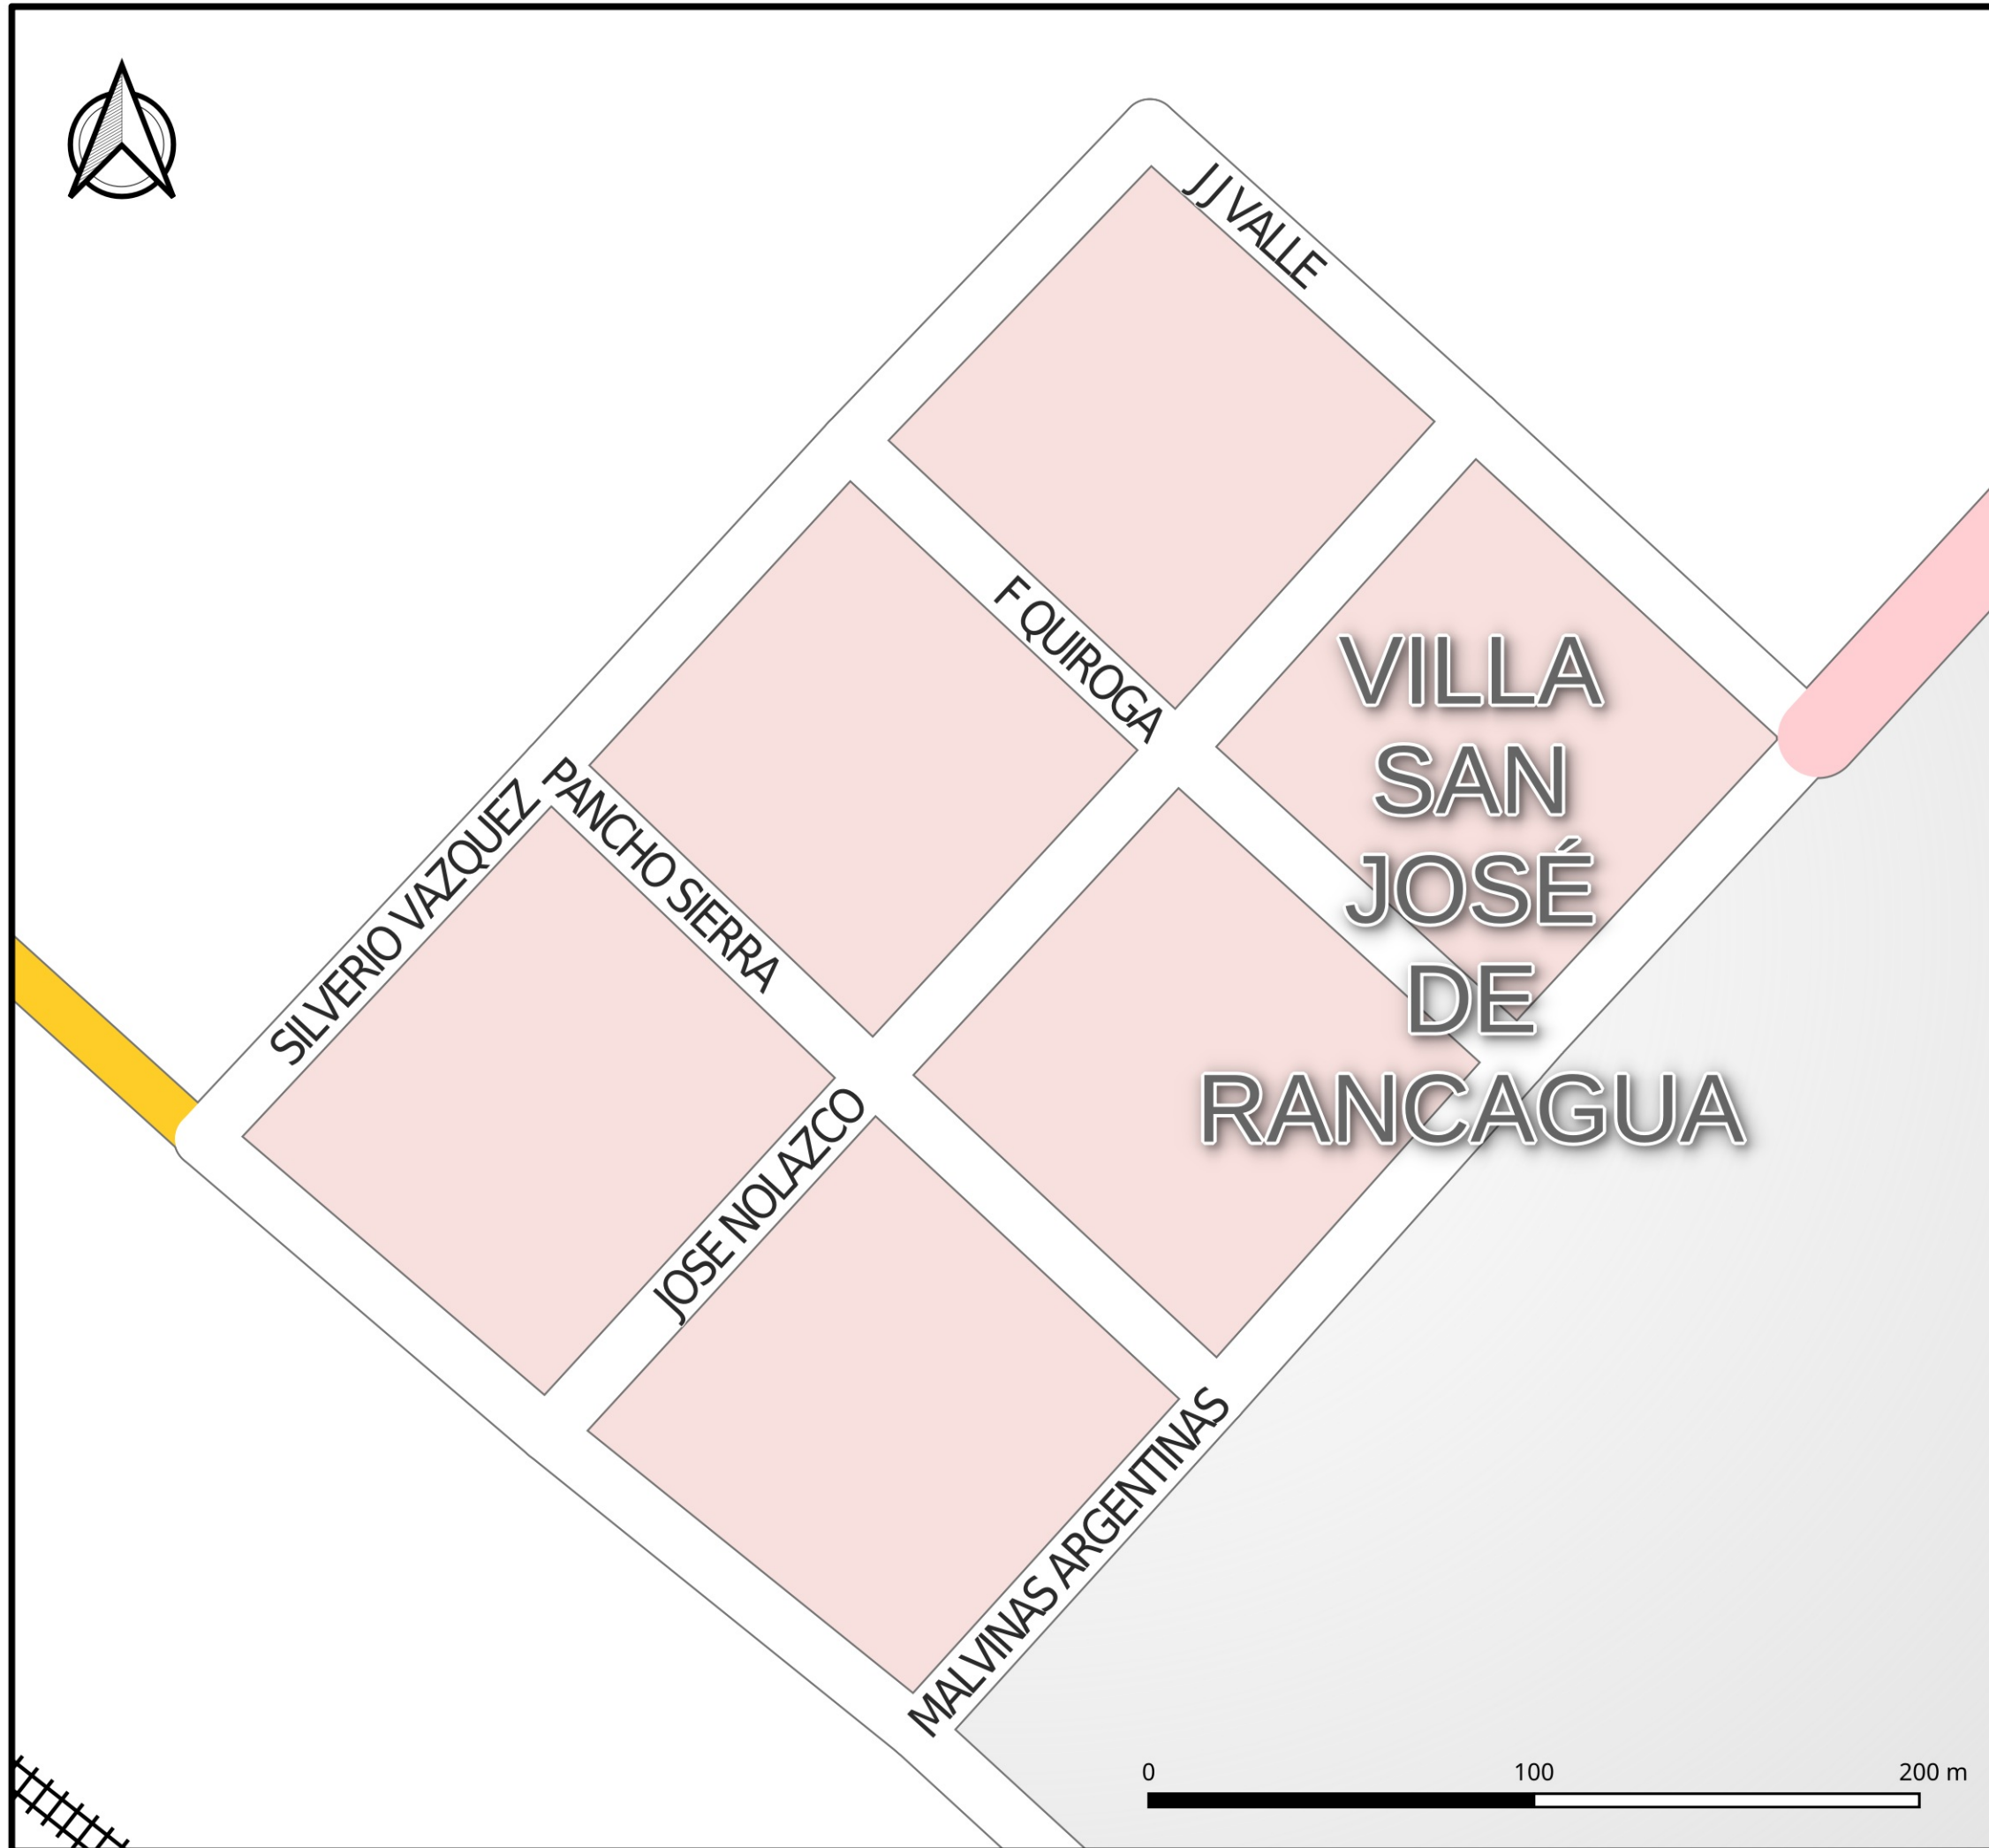 J J VALLE
F QUIROGA
VILLA
SAN
JOSÉ
DE
RANCAGUA
PANCHO SIERRA
SILVERIO VAZQUEZ
JOSE NOLAZCO
MALVINAS ARGENTINAS
0 100 200 m